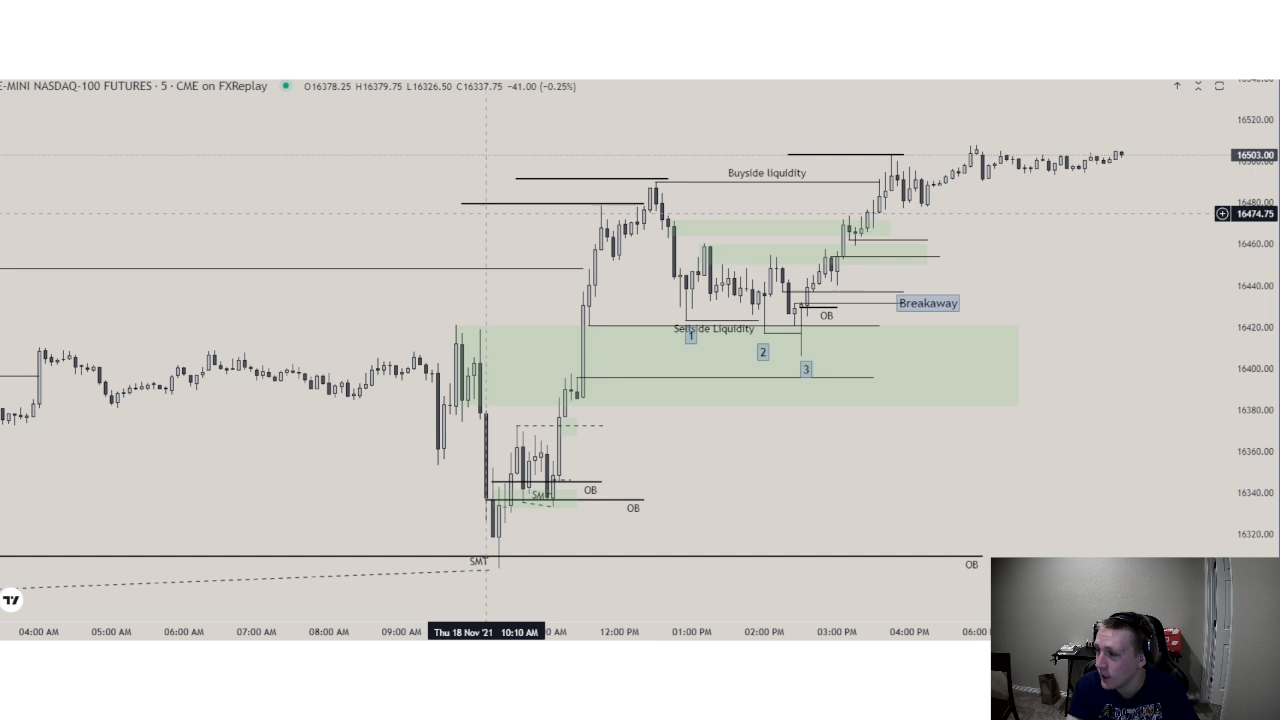 E-MINI NASDAQ-100 FUTURES · 5 · CME on FXReplay O16378.25 H16379.75 L16326.50 C16337.75 −41.00 (−0.25%)
16520.00
16503.00
Buyside liquidity
16480.00
16474.75
16460.00
16440.00
Breakaway
OB
16420.00
Sellside Liquidity
1
2
3
16400.00
16380.00
16360.00
16340.00
SMT
OB
OB
16320.00
SMT
OB
04:00 AM 05:00 AM 06:00 AM 07:00 AM 08:00 AM 09:00 AM Thu 18 Nov '21 10:10 AM 0 AM 12:00 PM 01:00 PM 02:00 PM 03:00 PM 04:00 PM 06:0
ARIZONA